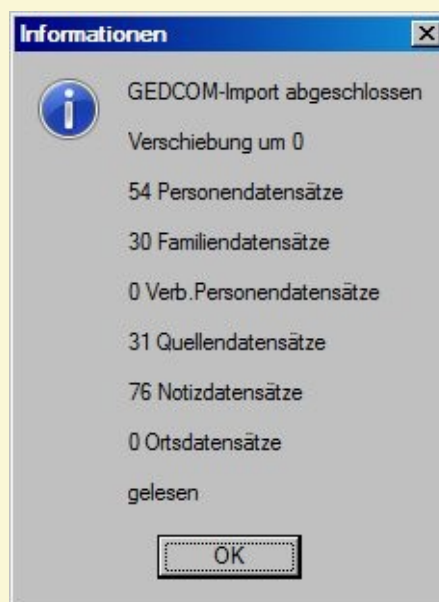 Informationen
GEDCOM-Import abgeschlossen
Verschiebung um 0
54 Personendatensätze
30 Familiendatensätze
0 Verb.Personendatensätze
31 Quellendatensätze
76 Notizdatensätze
0 Ortsdatensätze
gelesen
OK